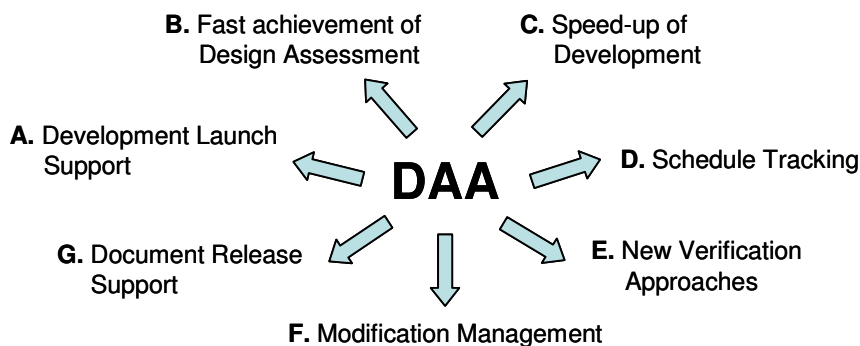 B. Fast achievement of
Design Assessment
C. Speed-up of
Development
A. Development Launch
Support
DAA
D. Schedule Tracking
G. Document Release
Support
E. New Verification
Approaches
F. Modification Management